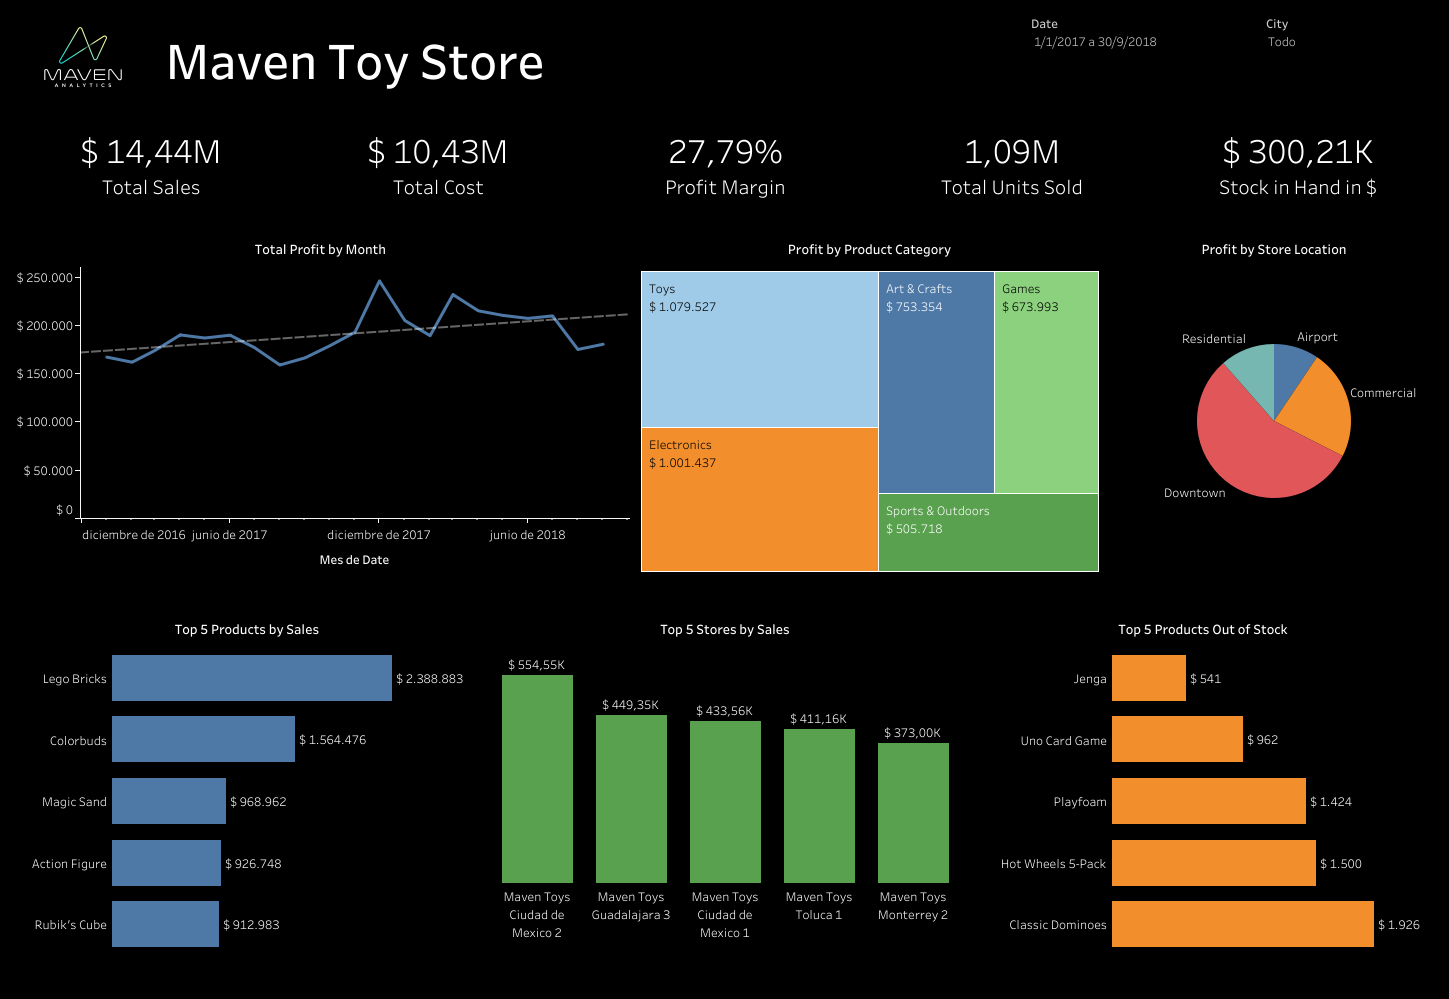 MAVEN
ANALYTICS
Maven Toy Store
Date
1/1/2017 a 30/9/2018
City
Todo
$ 14,44M
Total Sales
$ 10,43M
Total Cost
27,79%
Profit Margin
1,09M
Total Units Sold
$ 300,21K
Stock in Hand in $
Total Profit by Month
$ 250.000
$ 200.000
$ 150.000
$ 100.000
$ 50.000
$ 0
diciembre de 2016 junio de 2017 diciembre de 2017 junio de 2018
Mes de Date
Profit by Product Category
Toys
$ 1.079.527
Art & Crafts
$ 753.354
Games
$ 673.993
Electronics
$ 1.001.437
Sports & Outdoors
$ 505.718
Profit by Store Location
Residential
Airport
Commercial
Downtown
Top 5 Products by Sales
Lego Bricks $ 2.388.883
Colorbuds $ 1.564.476
Magic Sand $ 968.962
Action Figure $ 926.748
Rubik's Cube $ 912.983
Top 5 Stores by Sales
$ 554,55K
$ 449,35K
$ 433,56K
$ 411,16K
$ 373,00K
Maven Toys
Ciudad de
Mexico 2
Maven Toys
Guadalajara 3
Maven Toys
Ciudad de
Mexico 1
Maven Toys
Toluca 1
Maven Toys
Monterrey 2
Top 5 Products Out of Stock
Jenga $ 541
Uno Card Game $ 962
Playfoam $ 1.424
Hot Wheels 5-Pack $ 1.500
Classic Dominoes $ 1.926